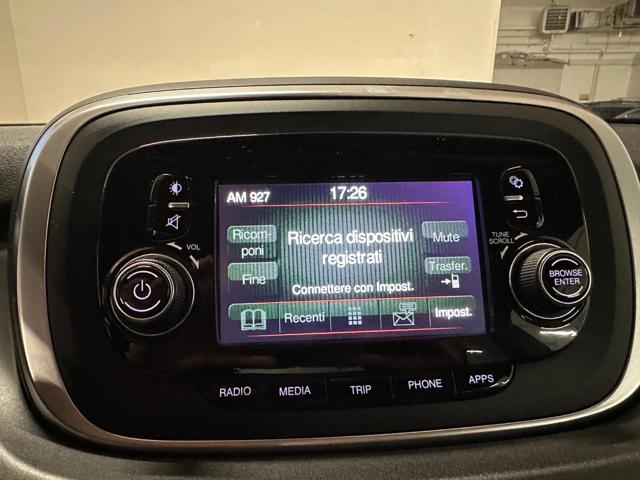 AM 927 17:26
Ricom-
poni
Ricerca dispositivi
registrati
Mute
Fine
Connettere con Impost.
Trasfer.
Recenti
Impost.
VOL
TUNE
SCROLL
BROWSE
ENTER
RADIO MEDIA TRIP PHONE APPS